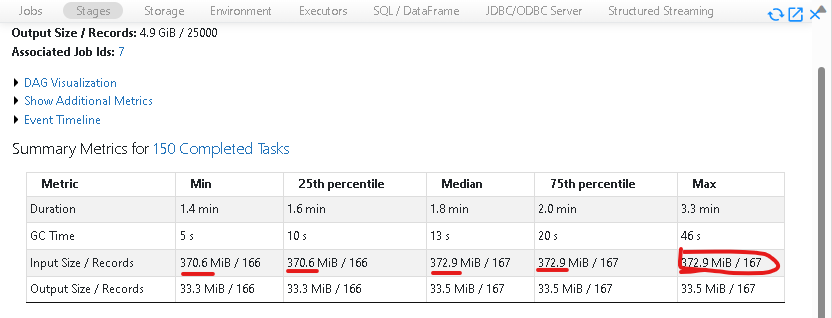 Jobs Stages Storage Environment Executors SQL / DataFrame JDBC/ODBC Server Structured Streaming
Output Size / Records: 4.9 GiB / 25000
Associated Job Ids: 7
DAG Visualization
Show Additional Metrics
Event Timeline
Summary Metrics for 150 Completed Tasks
Metric Min 25th percentile Median 75th percentile Max
Duration 1.4 min 1.6 min 1.8 min 2.0 min 3.3 min
GC Time 5 s 10 s 13 s 20 s 46 s
Input Size / Records 370.6 MiB / 166 370.6 MiB / 166 372.9 MiB / 167 372.9 MiB / 167 372.9 MiB / 167
Output Size / Records 33.3 MiB / 166 33.3 MiB / 166 33.5 MiB / 167 33.5 MiB / 167 33.5 MiB / 167